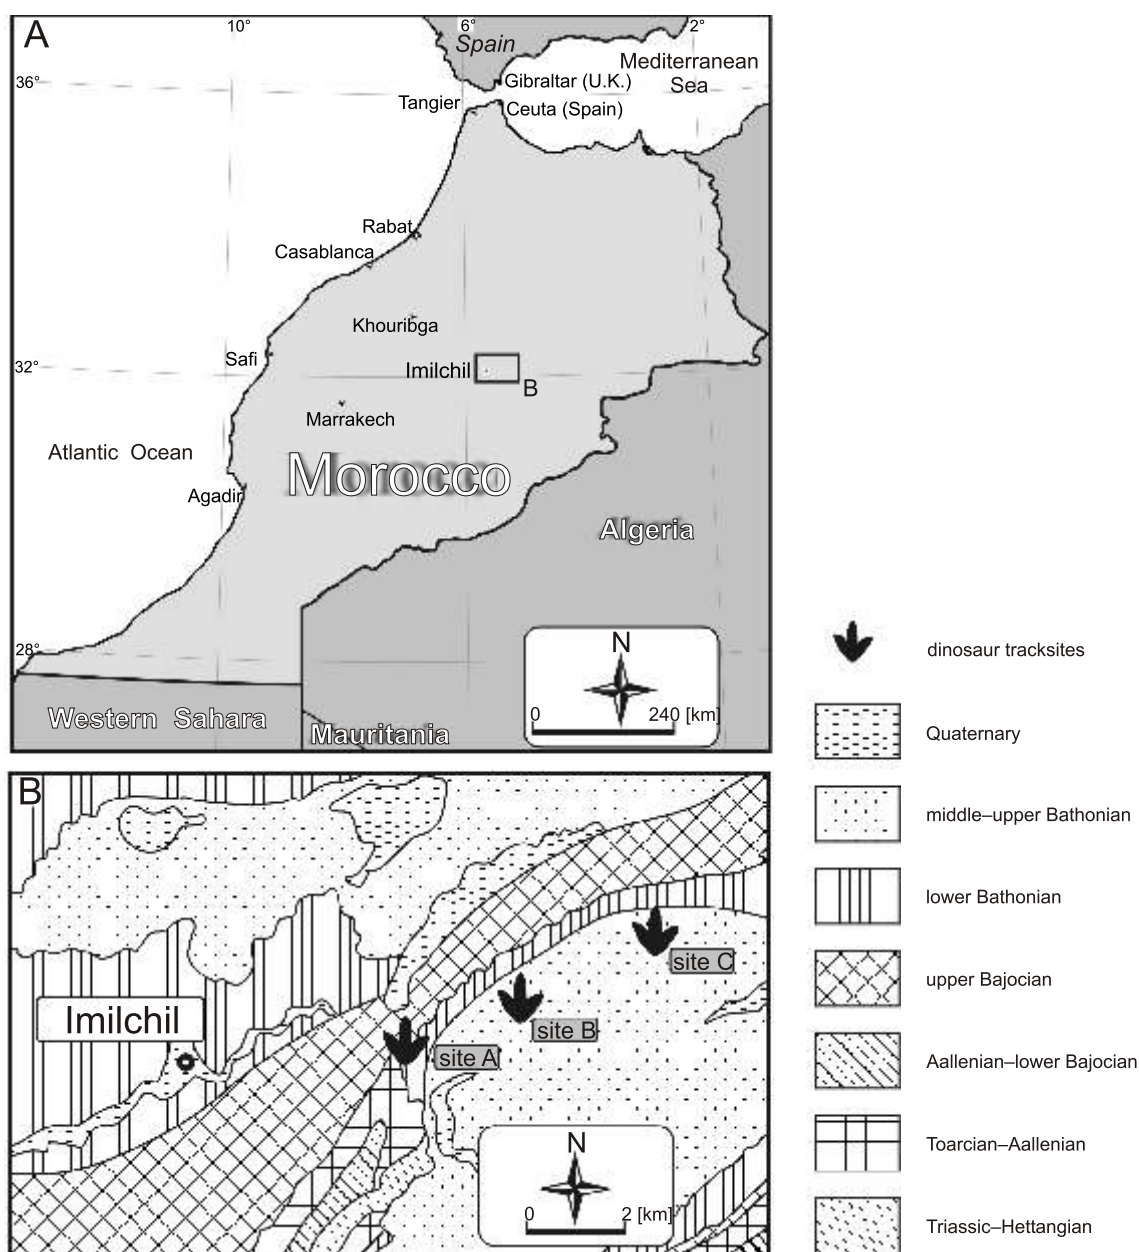 A
10°
6°
2°
Spain
Mediterranean
Sea
36°
Gibraltar (U.K.)
Tangier
Ceuta (Spain)
Rabat
Casablanca
Khouribga
Safi
32°
Imilchil
B
Marrakech
Atlantic Ocean
Morocco
Agadir
Algeria
28°
N
0
240 [km]
Western Sahara
Mauritania
dinosaur tracksites
Quaternary
middle–upper Bathonian
lower Bathonian
upper Bajocian
Aallenian–lower Bajocian
Toarcian–Aallenian
Triassic–Hettangian
B
site C
Imilchil
site B
site A
N
0
2 [km]